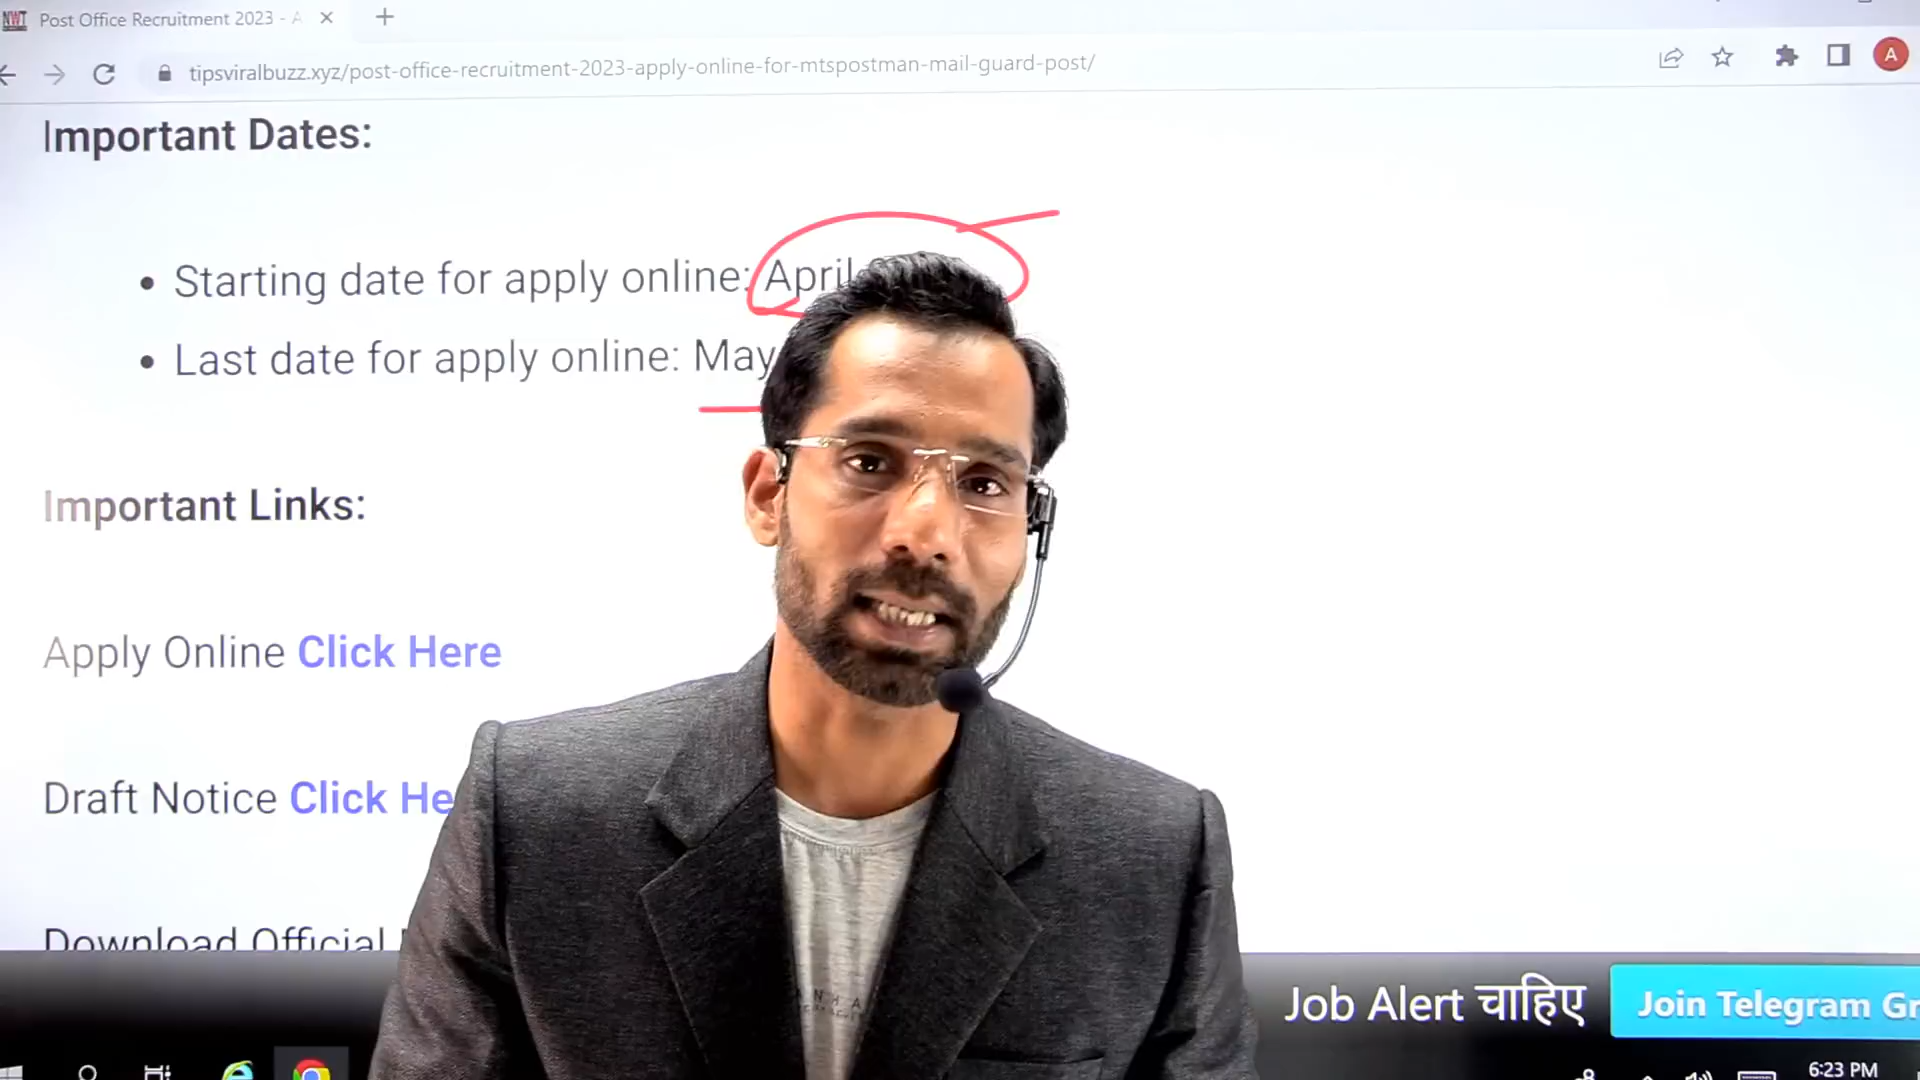 NWT Post Office Recruitment 2023 - A
tipsviralbuzz.xyz/post-office-recruitment-2023-apply-online-for-mtspostman-mail-guard-post/
A
Important Dates:
Starting date for apply online: April
Last date for apply online: May
Important Links:
Apply Online Click Here
Draft Notice Click He
Download Official
Job Alert चाहिए
Join Telegram Gr
6:23 PM